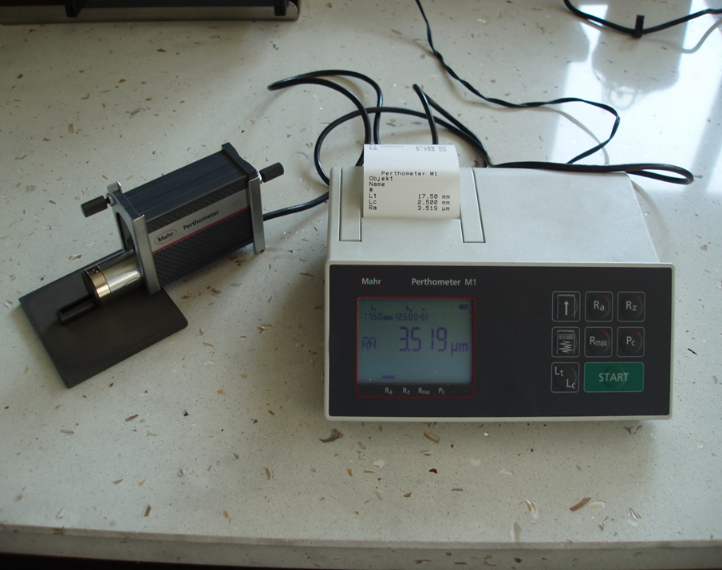 Perthometer M1
Objekt
Name
#
Lt 17.50 mm
Lc 2.500 mm
Ra 3.519 µm
Mahr Perthometer
Mahr Perthometer M1
RA 3.519 µm
Ra Rz Rmax Pc
Ra Rz
Rmax Pc
Lt Lc START